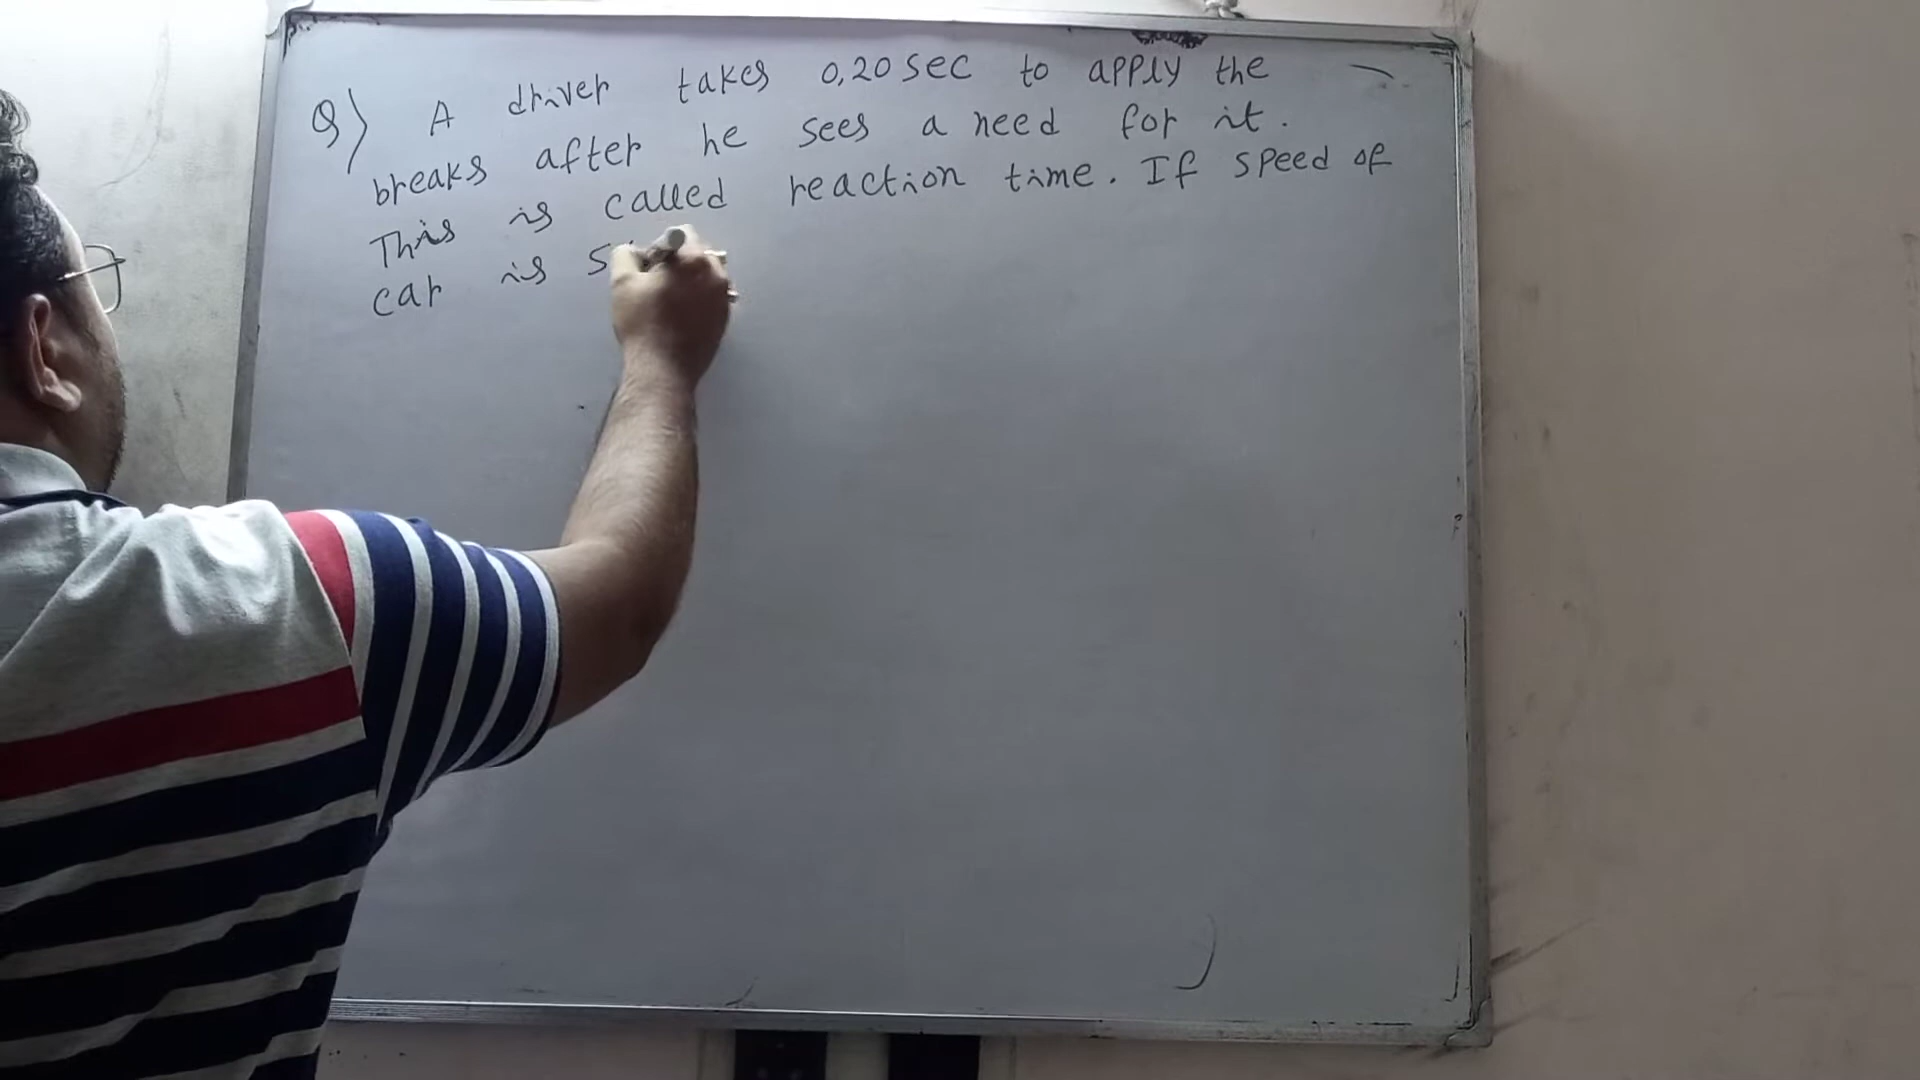 Q) A driver takes 0.20 sec to apply the
breaks after he sees a need for it.
This is called reaction time. If speed of
car is